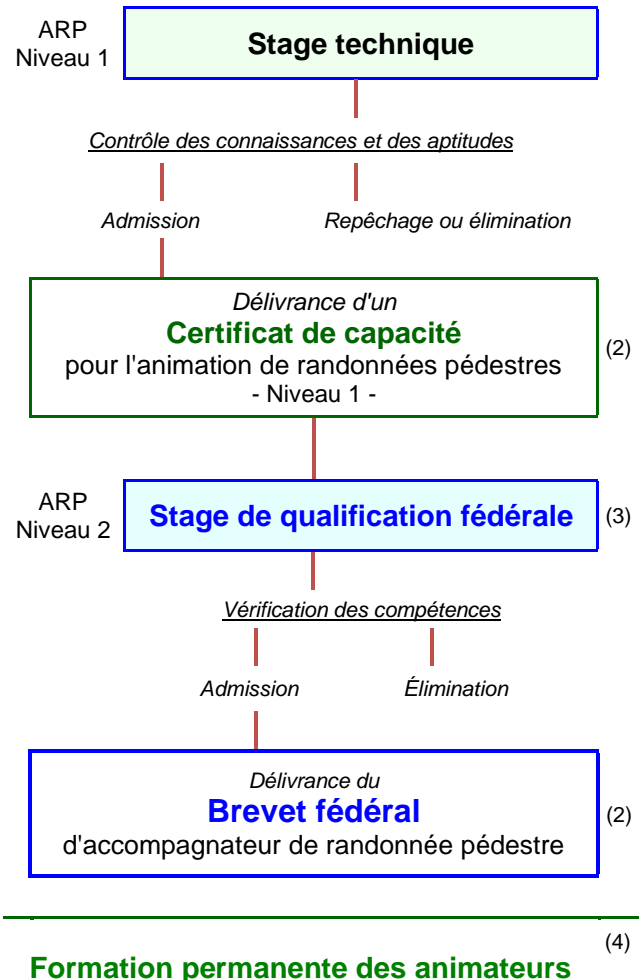 ARP
Niveau 1
Stage technique
Contrôle des connaissances et des aptitudes
Admission
Repêchage ou élimination
Délivrance d'un
Certificat de capacité
pour l'animation de randonnées pédestres
- Niveau 1 -
(2)
ARP
Niveau 2
Stage de qualification fédérale
(3)
Vérification des compétences
Admission
Élimination
Délivrance du
Brevet fédéral
d'accompagnateur de randonnée pédestre
(2)
(4)
Formation permanente des animateurs